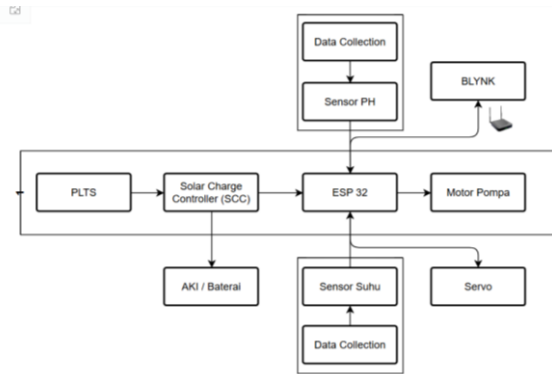 Data Collection
Sensor PH
BLYNK
PLTS
Solar Charge
Controller (SCC)
ESP 32
Motor Pompa
AKI / Baterai
Sensor Suhu
Servo
Data Collection